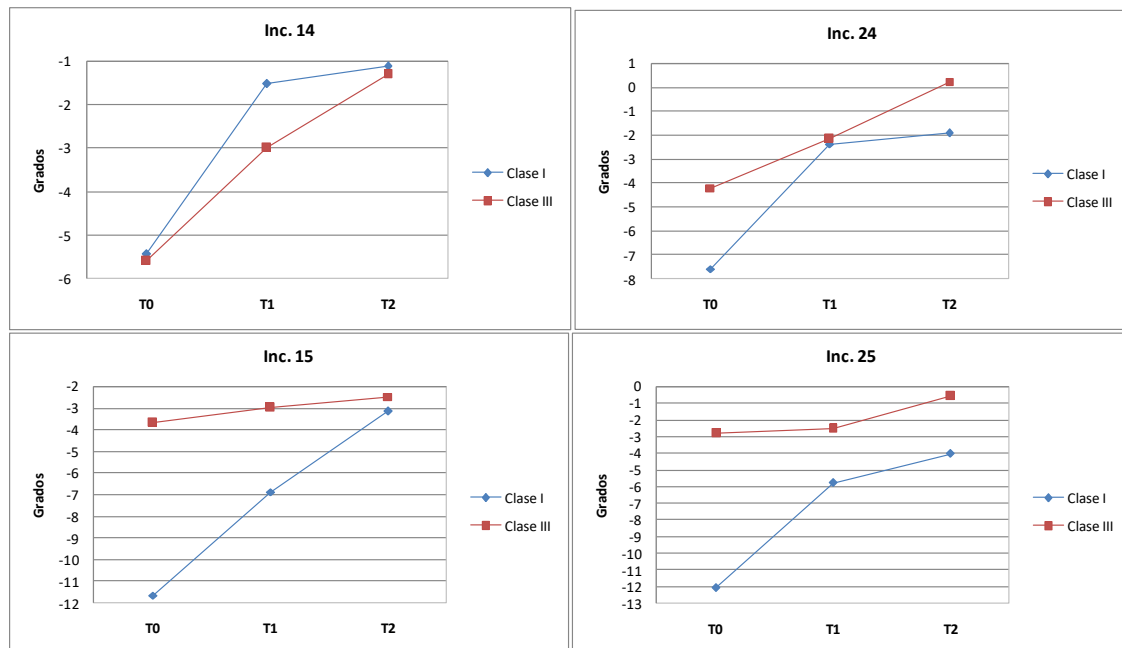 Inc. 14
-1
-2
-3
-4
-5
-6
Grados
T0
T1
T2
Clase I
Clase III
Inc. 24
1
0
-1
-2
-3
-4
-5
-6
-7
-8
Grados
T0
T1
T2
Clase I
Clase III
Inc. 15
-2
-3
-4
-5
-6
-7
-8
-9
-10
-11
-12
Grados
T0
T1
T2
Clase I
Clase III
Inc. 25
0
-1
-2
-3
-4
-5
-6
-7
-8
-9
-10
-11
-12
-13
Grados
T0
T1
T2
Clase I
Clase III